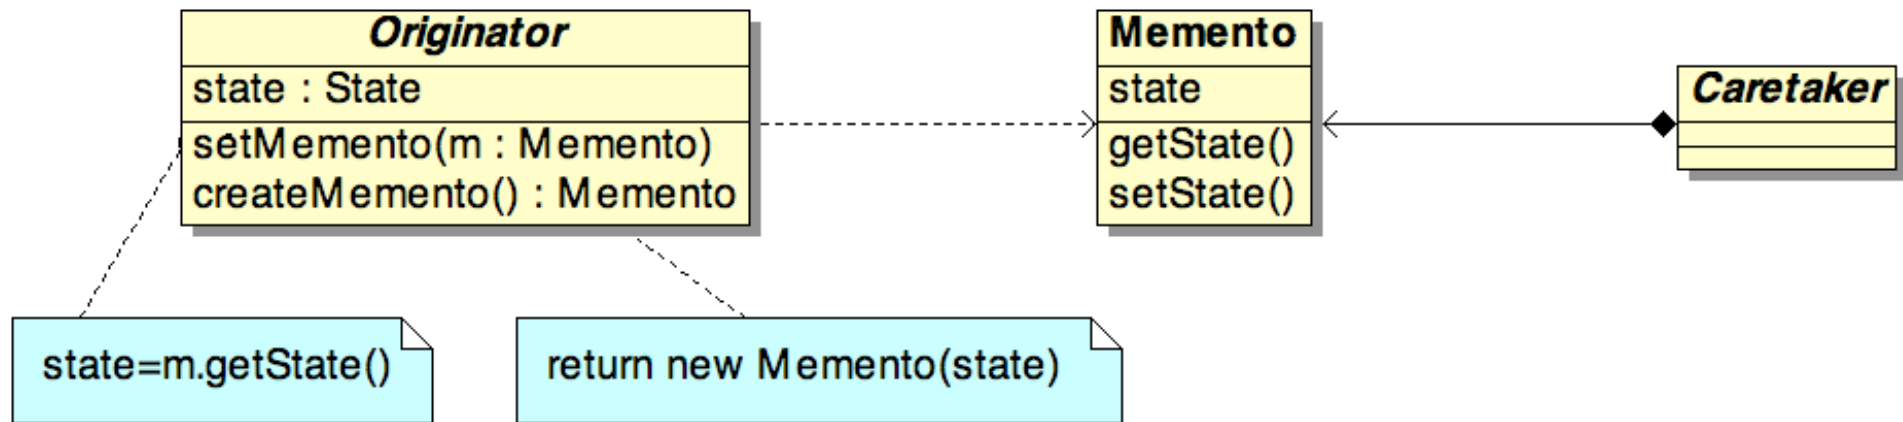 Originator
state : State
setMemento(m : Memento)
createMemento() : Memento
Memento
state
getState()
setState()
Caretaker
state=m.getState()
return new Memento(state)